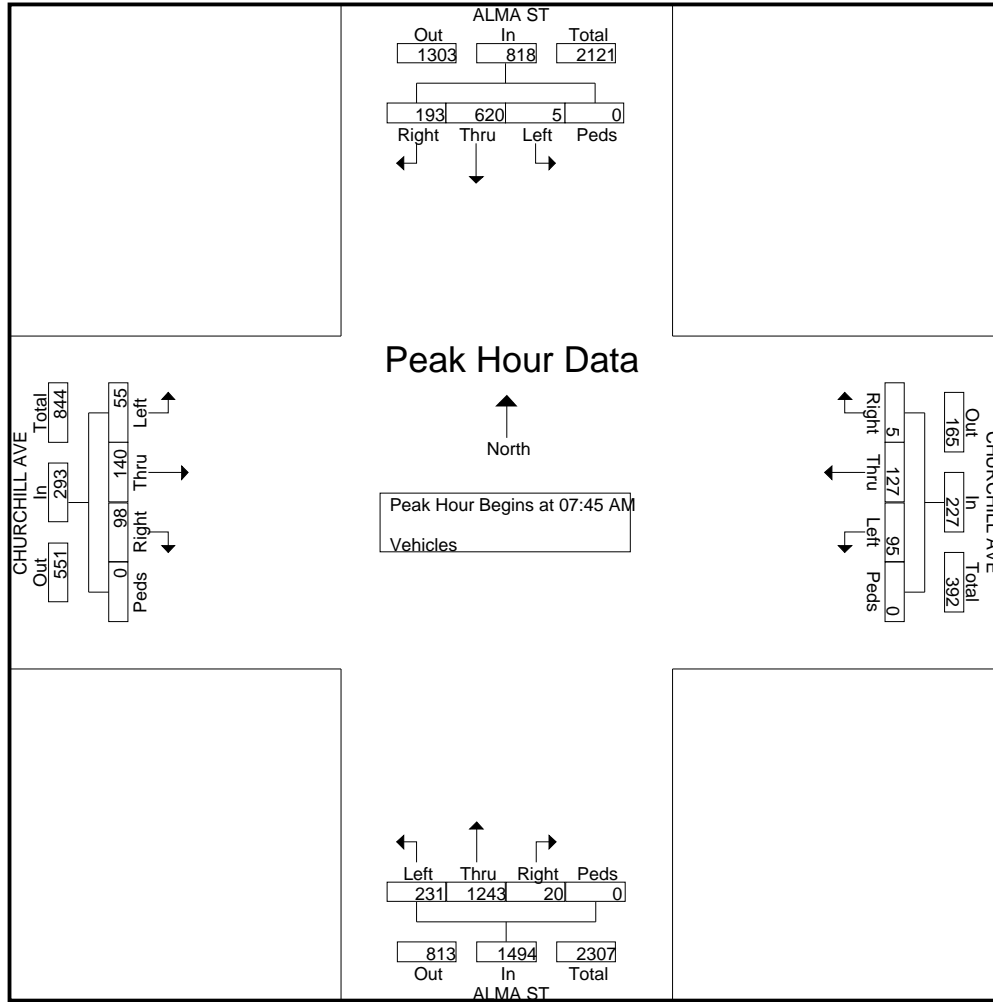 ALMA ST
Out In Total
1303 818 2121
193 620 5 0
Right Thru Left Peds
Peak Hour Data
North
Peak Hour Begins at 07:45 AM
Vehicles
CHURCHILL AVE
Out In Total
551 293 844
Left Thru Right Peds
55 140 98 0
CHURCHILL AVE
Out In Total
165 227 392
Right Thru Left Peds
5 127 95 0
Left Thru Right Peds
231 1243 20 0
813 1494 2307
Out In Total
ALMA ST